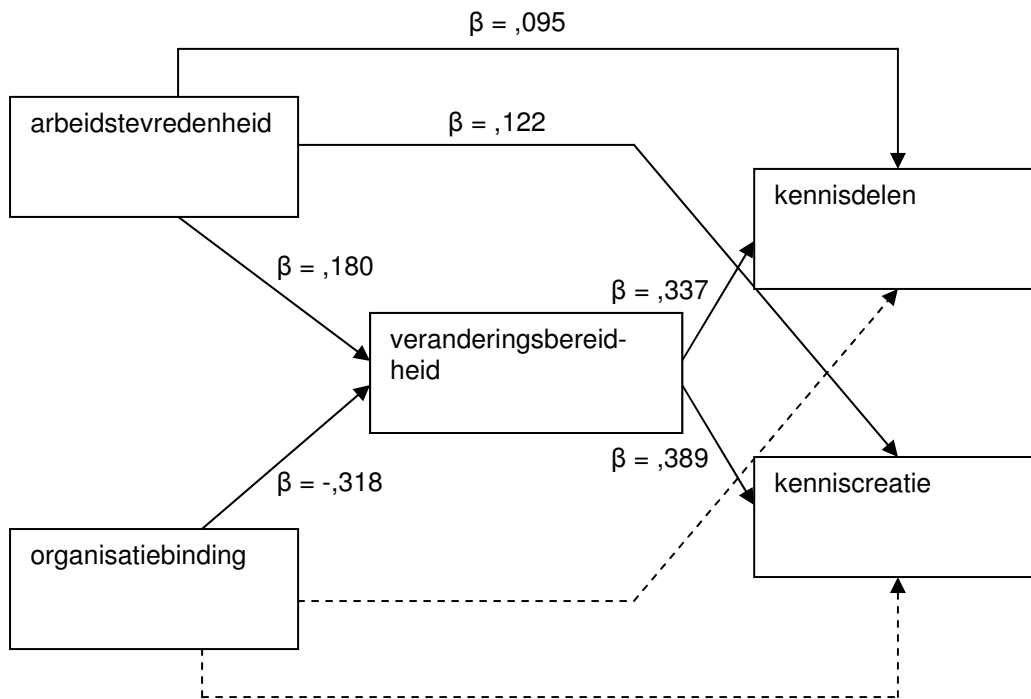 β = ,095
arbeidstevredenheid
β = ,122
kennisdelen
β = ,180
β = ,337
veranderingsbereid-
heid
β = ,389
kenniscreatie
β = -,318
organisatiebinding